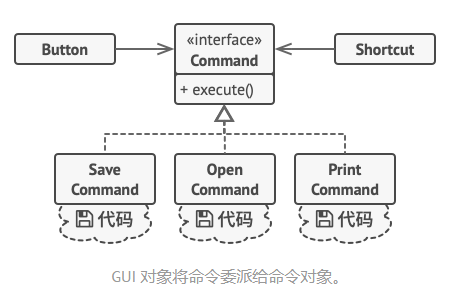 Button
«interface»
Command
Shortcut
+ execute()
Save
Command
Open
Command
Print
Command
代码
代码
代码
GUI 对象将命令委派给命令对象。